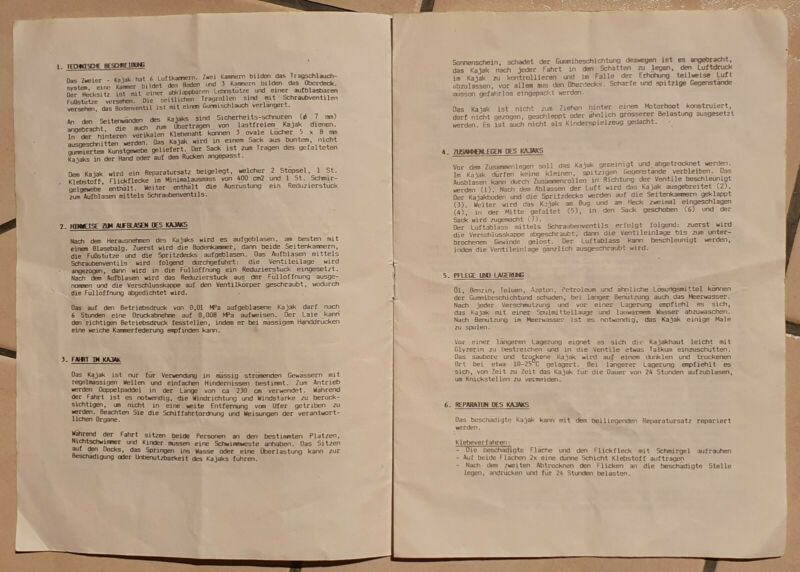 1. TECHNISCHE BESCHREIBUNG
Das Zweier - Kajak hat 6 Luftkammern. Zwei Kammern bilden das Tragschlauch-
system, eine Kammer bildet den Boden und 3 Kammern bilden das Oberdeck.
Der Hecksitz ist mit einer abklappbaren Lehnstütze und einer aufblasbaren
Fußstütze versehen. Die seitlichen Tragrollen sind mit Schraubventilen
versehen, das Bodenventil ist mit einem Gummischlauch verlängert.
An den Seitenwänden des Kajaks sind Sicherheits-schnuren (ø 7 mm)
angebracht, die auch zum Übertragen von lastfreiem Kajak dienen.
In der hinteren verikalen Klebenaht können 3 ovale Löcher 5 x 8 mm
ausgeschnitten werden. Das Kajak wird in einem Sack aus buntem, nicht
gummiertem Kunstgewebe geliefert. Der Sack ist zum Tragen des gefalteten
Kajaks in der Hand oder auf dem Rücken angepasst.
Dem Kajak wird ein Reparatursatz beigelegt, welcher 2 Stöpsel, 1 St.
Klebstoff, Flickflecke im Minimalausmass von 400 cm2 und 1 St. Schmir-
gelgewebe enthält. Weiter enthält die Ausrustung ein Reduzierstuck
zum Aufblasen mittels Schraubenventils.
2. HINWEISE ZUM AUFBLASEN DES KAJAKS
Nach dem Herausnehmen des Kajaks wird es aufgeblasen, am besten mit
einem Blasebalg. Zuerst wird die Bodenkammer, dann beide Seitenkammern,
die Fußstütze und die Spritzdecks aufgeblasen. Das Aufblasen mittels
Schraubenventils wird folgend durchgeführt: die Ventileilage wird
angezogen, dann wird in die Füllöffnung ein Reduzierstück eingesetzt.
Nach dem Aufblasen wird das Reduzierstuck aus der Füllöffnung ausge-
nommen und die Verschlusskappe auf den Ventilkörper geschraubt, wodurch
die Füllöffnung abgedichtet wird.
Das auf den Betriebsdruck von 0,01 MPa aufgeblasene Kajak darf nach
6 Stunden eine Druckabnahme auf 0,008 MPa aufweisen. Der Laie kann
den richtigen Betriebsdruck feststellen, indem er bei mässigem Handdrücken
eine weiche Kammerfederung empfinden kann.
3. FAHRT IM KAJAK
Das Kajak ist nur für Verwendung in mässig strömenden Gewässern mit
regelmässigen Wellen und einfachen Hindernissen bestimmt. Zum Antrieb
werden Doppelpaddel in der Länge von ca 230 cm verwendet. Während
der Fahrt ist es notwendig, die Windrichtung und Windstärke zu berück-
sichtigen, um nicht in eine weite Entfernung vom Ufer getrieben zu
werden. Beachten Sie die Schiffahrtordnung und Weisungen der verantwort-
lichen Organe.
Während der Fahrt sitzen beide Personen an den bestimmten Plätzen,
Nichtschwimmer und Kinder mussen eine Schwimmweste anhaben. Das Sitzen
auf den Decks, das Springen ins Wasse oder eine Überlastung kann zur
Beschädigung oder Unbenutzbarkeit des Kajaks fuhren.
Sonnenschein, schadet der Gummibeschichtung deswegen ist es angebracht,
das Kajak nach jeder Fahrt in den Schatten zu legen, den Luftdruck
im Kajak zu kontrollieren und im Falle der Erhöhung teilweise Luft
abzulassen, vor allem aus den Oberdecks. Scharfe und spitzige Gegenstände
müssen gefahrlos eingepackt werden.
Das Kajak ist nicht zum Ziehen hinter einem Motorboot konstruiert,
darf nicht gezogen, geschleppt oder ähnlich grösserer Belastung ausgesetzt
werden. Es ist auch nicht als Kinderspielzeug gedacht.
4. ZUSAMMENLEGEN DES KAJAKS
Vor dem Zusammenlegen soll das Kajak gereinigt und abgetrocknet werden.
Im Kajak dürfen keine kleinen, spitzigen Gegenstände verbleiben. Das
Ausblasen kann durch Zusammenrollen in Richtung der Ventile beschleunigt
werden (1). Nach dem Ablassen der Luft wird das Kajak ausgebreitet (2).
Der Kajakboden und die Spritzdecks werden auf die Seitenkammern geklappt
(3). Weiter wird das Kajak am Bug und am Heck zweimal eingeschlagen
(4), in der Mitte gefaltet (5), in den Sack geschoben (6) und der
Sack wird zugemacht (7).
Der Luftablass mittels Schraubenventils erfolgt folgend: zuerst wird
die Verschlusskappe abgeschraubt, dann die Ventileinlage bis zum unter-
brochenen Gewinde gelöst. Der Luftablass kann beschleunigt werden,
indem die Ventileinlage gänzlich ausgeschraubt wird.
5. PFLEGE UND LAGERUNG
Öl, Benzin, Toluen, Azeton, Petroleum und ähnliche Lösungsmittel können
der Gummibeschichtund schaden, bei langer Benutzung auch das Meerwasser.
Nach jeder Verschmutzung und vor einer Lagerung empfiehl es sich,
das Kajak mit einer Spulmitteilauge und lauwarmem Wasser abzuwaschen.
Nach Benutzung im Meerwasser ist es notwendig, das Kajak einige Male
zu spülen.
Vor einer längeren Lagerung eignet es sich die Kajakhaut leicht mit
Glyzerin zu bestreichen und in die Ventile etwas Talkum einzuschütten.
Das saubere und trockene Kajak wird auf einem dunklen und trockenen
Ort bei etwa 10-25°C gelagert. Bei längerer Lagerung empfiehlt es
sich, von Zeit zu Zeit das Kajak für die Dauer von 24 Stunden aufzublasen,
um Knickstellen zu vermeiden.
6. REPARATUR DES KAJAKS
Das beschädigte Kajak kann mit dem beiliegenden Reparatursatz repariert
werden.
Klebeverfahren:
- Die beschädigte Fläche und den Flickfleck mit Schmirgel aufrauhen
- Auf beide Flächen 2x eine dunne Schicht Klebstoff auftragen
- Nach dem zweiten Abtrocknen den Flicken an die beschädigte Stelle
legen, andrücken und für 24 Stunden belasten.